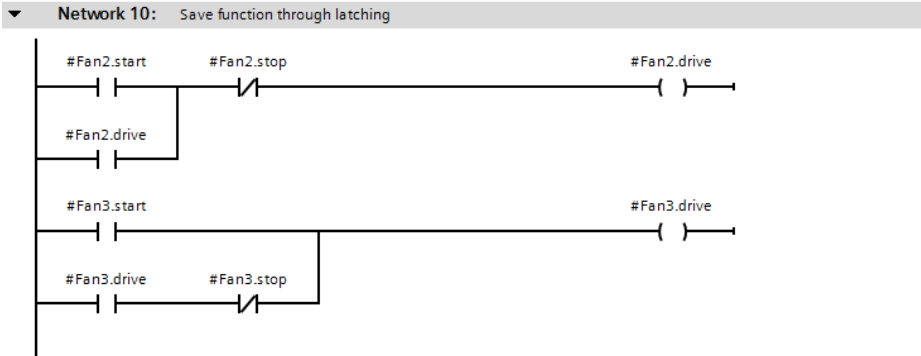 Network 10: Save function through latching
#Fan2.start #Fan2.stop #Fan2.drive
#Fan2.drive
#Fan3.start #Fan3.drive
#Fan3.drive #Fan3.stop